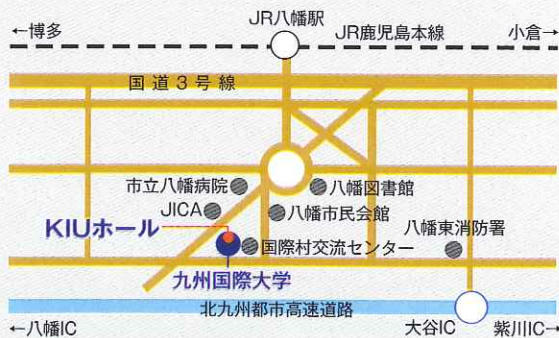 JR八幡駅
←博多
JR鹿児島本線
小倉→
国道3号線
市立八幡病院
八幡図書館
JICA
八幡市民会館
KIUホール
国際村交流センター
八幡東消防署
九州国際大学
北九州都市高速道路
←八幡IC
大谷IC
紫川IC→